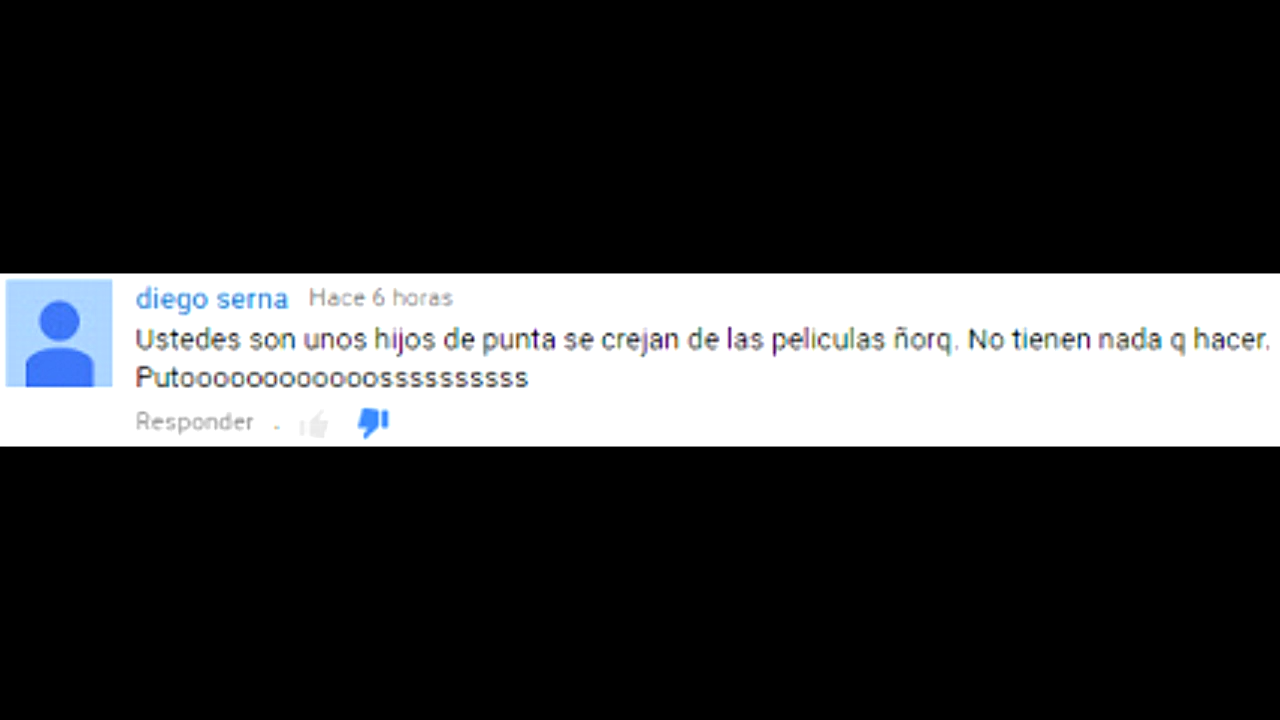 diego serna Hace 6 horas
Ustedes son unos hijos de punta se crejan de las peliculas ñorq. No tienen nada q hacer.
Putooooooooooooossssssssss
Responder .